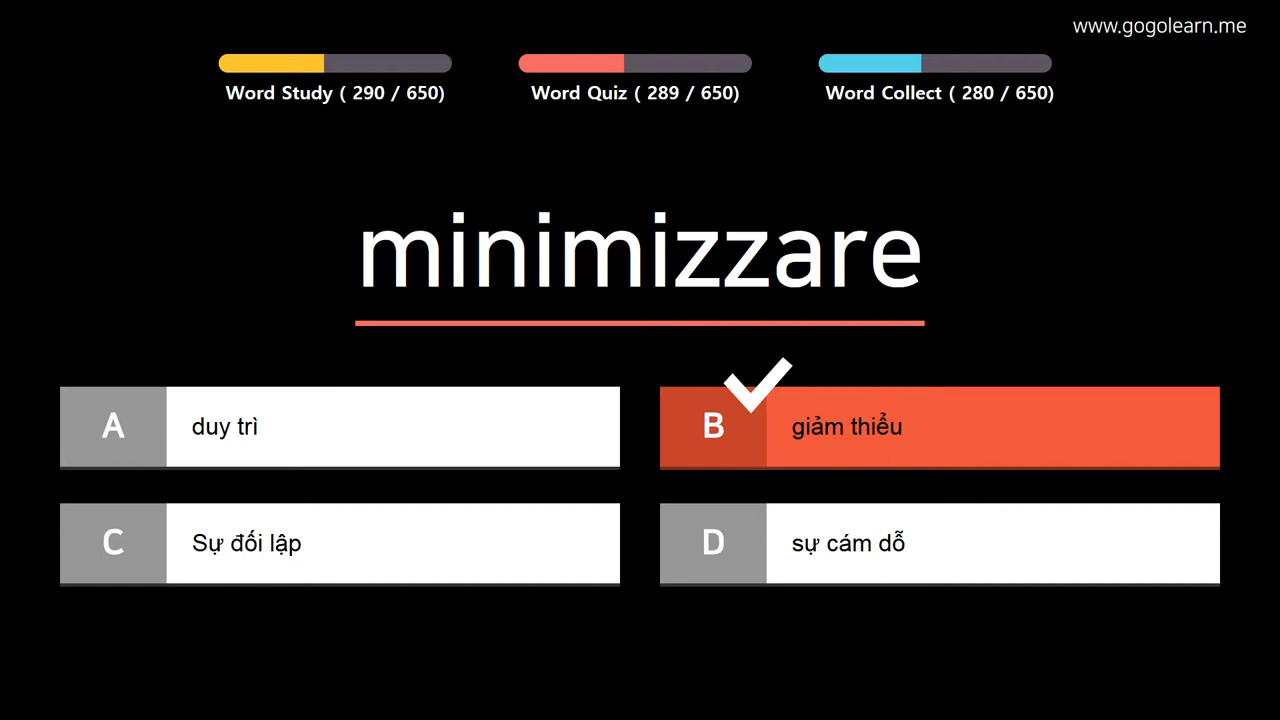 www.gogolearn.me
Word Study ( 290 / 650)
Word Quiz ( 289 / 650)
Word Collect ( 280 / 650)
minimizzare
A
duy trì
B
giảm thiểu
C
Sự đối lập
D
sự cám dỗ